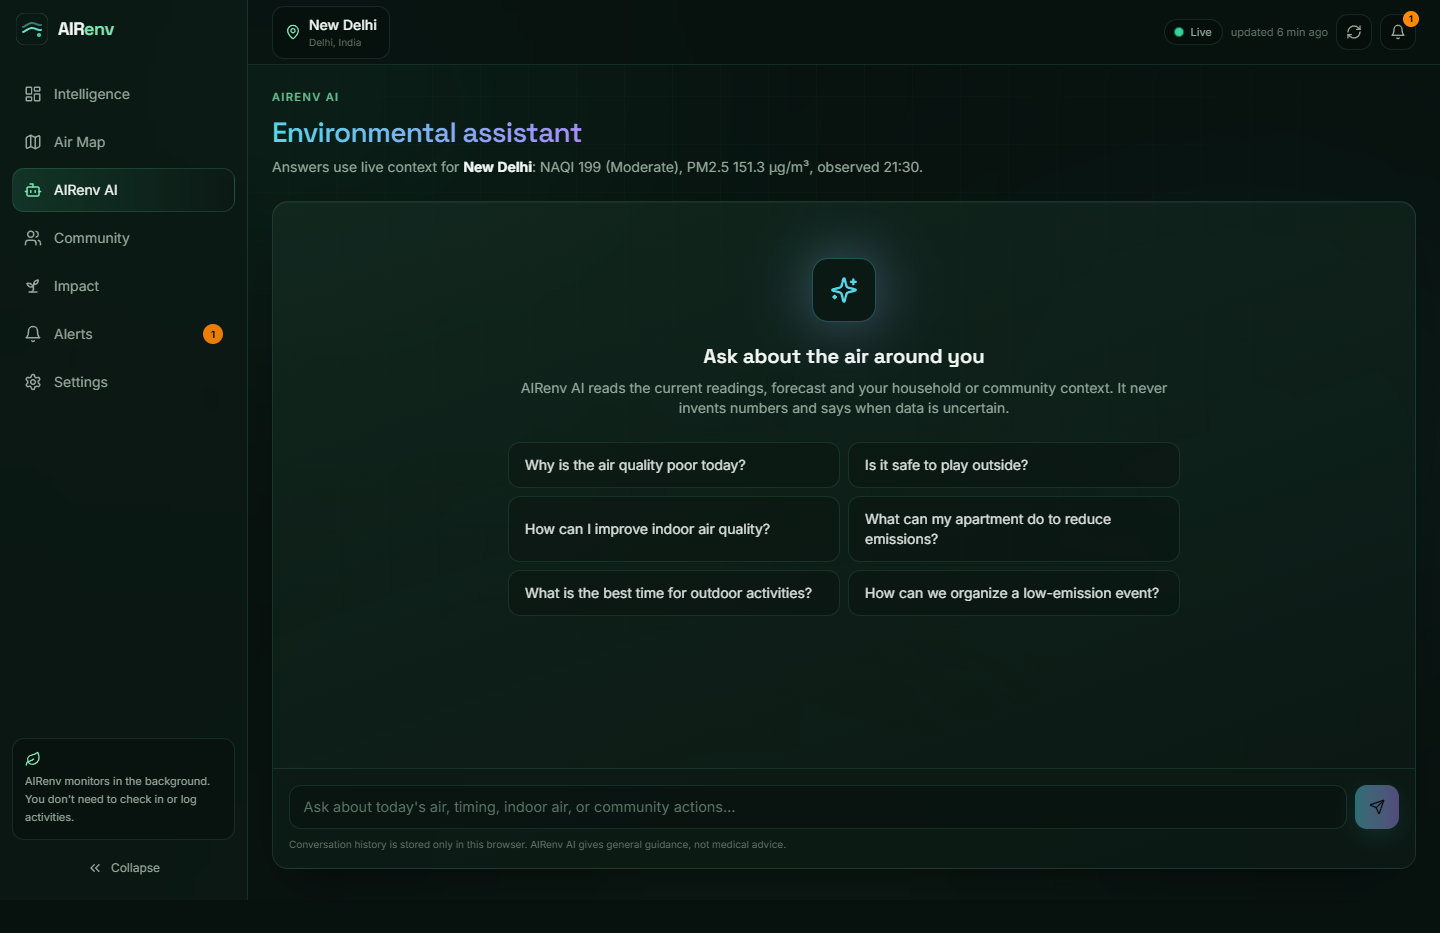 AIRenv
Intelligence
Air Map
AIRenv AI
Community
Impact
Alerts
1
Settings
AIRenv monitors in the background.
You don't need to check in or log
activities.
Collapse
New Delhi
Delhi, India
Live
updated 6 min ago
1
AIRENV AI
Environmental assistant
Answers use live context for New Delhi: NAQI 199 (Moderate), PM2.5 151.3 µg/m³, observed 21:30.
Ask about the air around you
AIRenv AI reads the current readings, forecast and your household or community context. It never
invents numbers and says when data is uncertain.
Why is the air quality poor today?
Is it safe to play outside?
How can I improve indoor air quality?
What can my apartment do to reduce
emissions?
What is the best time for outdoor activities?
How can we organize a low-emission event?
Ask about today's air, timing, indoor air, or community actions...
Conversation history is stored only in this browser. AIRenv AI gives general guidance, not medical advice.